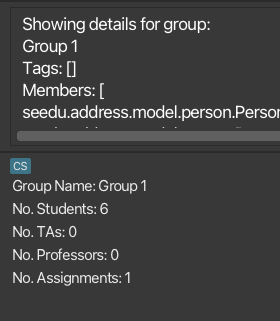 Showing details for group:
Group 1
Tags: []
Members: [
seedu.address.model.person.Person
CS
Group Name: Group 1
No. Students: 6
No. TAs: 0
No. Professors: 0
No. Assignments: 1